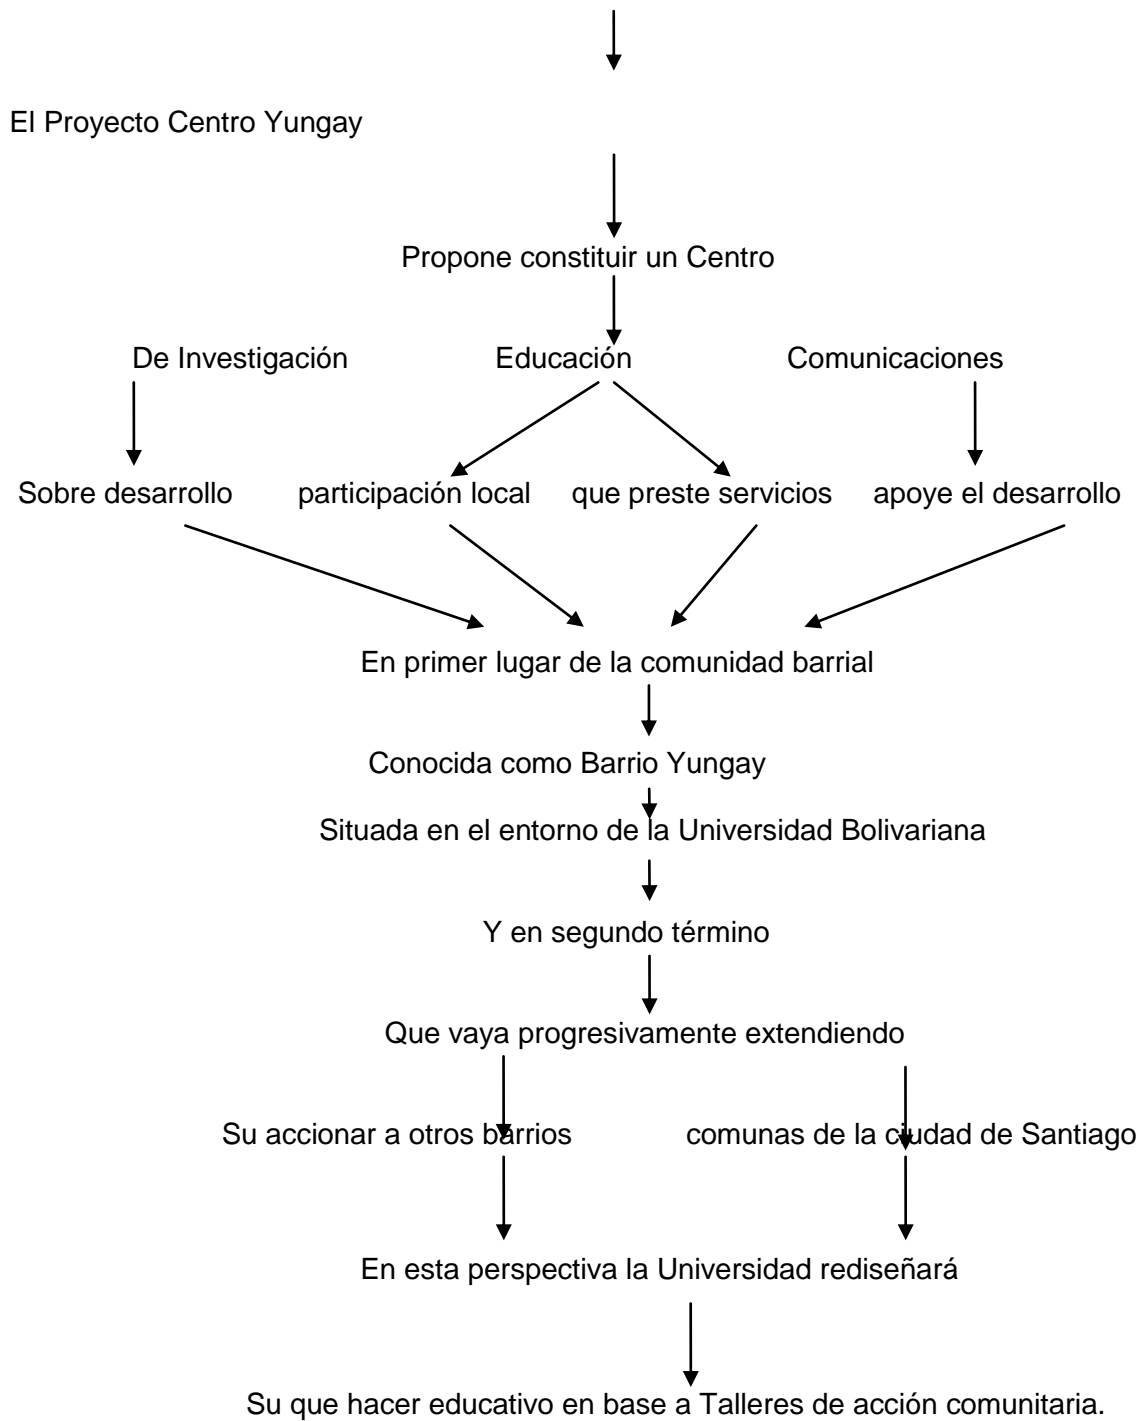 El Proyecto Centro Yungay
Propone constituir un Centro
De Investigación Educación Comunicaciones
Sobre desarrollo participación local que preste servicios apoye el desarrollo
En primer lugar de la comunidad barrial
Conocida como Barrio Yungay
Situada en el entorno de la Universidad Bolivariana
Y en segundo término
Que vaya progresivamente extendiendo
Su accionar a otros barrios comunas de la ciudad de Santiago
En esta perspectiva la Universidad rediseñará
Su que hacer educativo en base a Talleres de acción comunitaria.